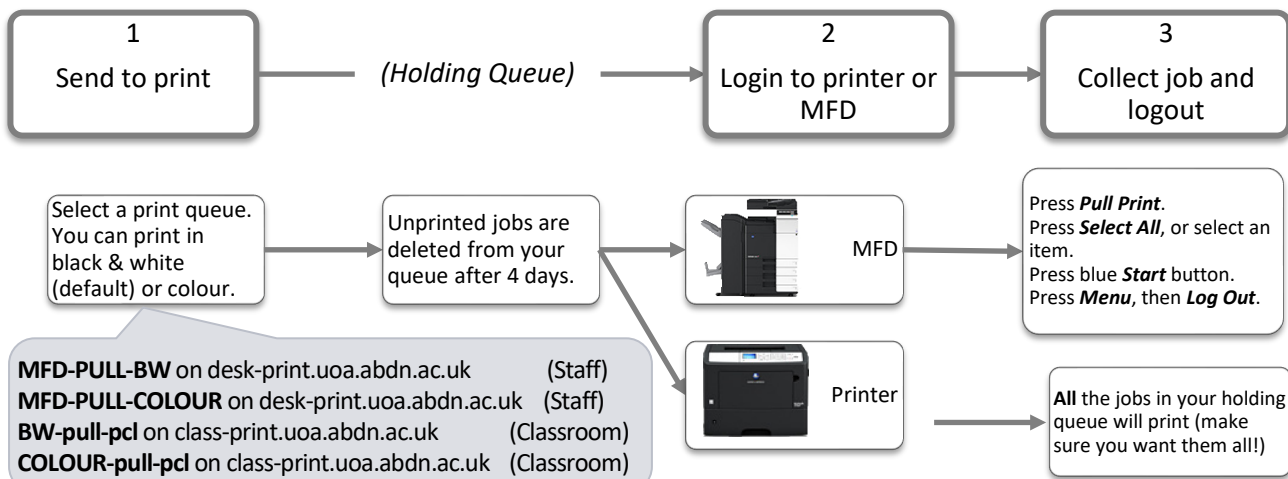 1
Send to print
(Holding Queue)
2
Login to printer or
MFD
3
Collect job and
logout
Select a print queue.
You can print in
black & white
(default) or colour.
Unprinted jobs are
deleted from your
queue after 4 days.
MFD
Press Pull Print.
Press Select All, or select an
item.
Press blue Start button.
Press Menu, then Log Out.
MFD-PULL-BW on desk-print.uoa.abdn.ac.uk (Staff)
MFD-PULL-COLOUR on desk-print.uoa.abdn.ac.uk (Staff)
BW-pull-pcl on class-print.uoa.abdn.ac.uk (Classroom)
COLOUR-pull-pcl on class-print.uoa.abdn.ac.uk (Classroom)
Printer
All the jobs in your holding
queue will print (make
sure you want them all!)